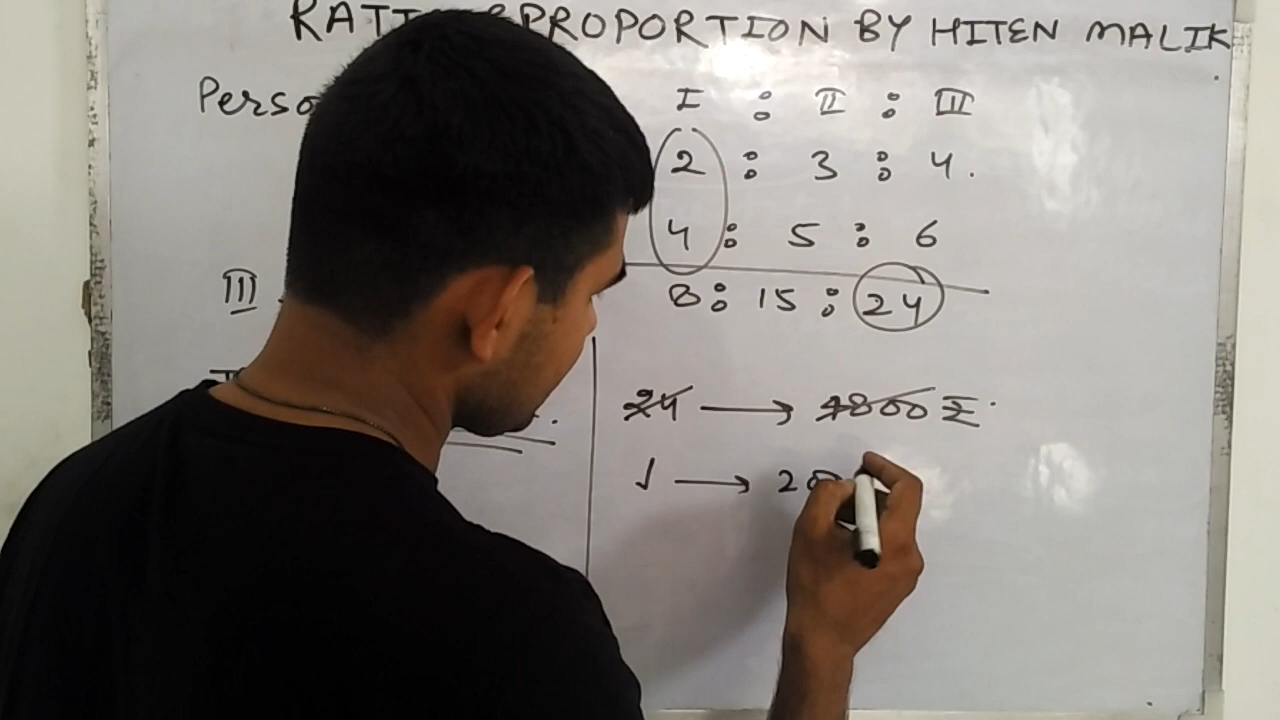 RATIO & PROPORTION BY HITEN MALIK
Perso I : II : III
2 : 3 : 4.
4 : 5 : 6
III 8 : 15 : 24
24 → 4800 ₹.
1 → 20